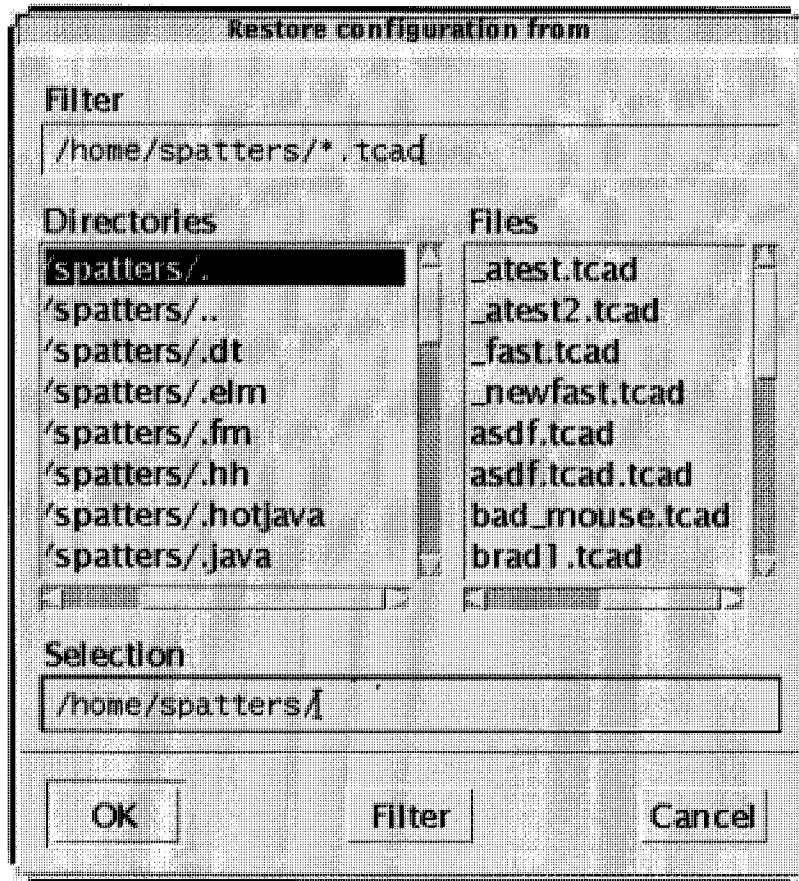 Restore configuration from
Filter
/home/spatters/*.tcad
Directories
/spatters/.
/spatters/..
/spatters/.dt
/spatters/.elm
/spatters/.fm
/spatters/.hh
/spatters/.hotjava
/spatters/.java
Files
_atest.tcad
_atest2.tcad
_fast.tcad
_newfast.tcad
asdf.tcad
asdf.tcad.tcad
bad_mouse.tcad
brad1.tcad
Selection
/home/spatters/
OK
Filter
Cancel